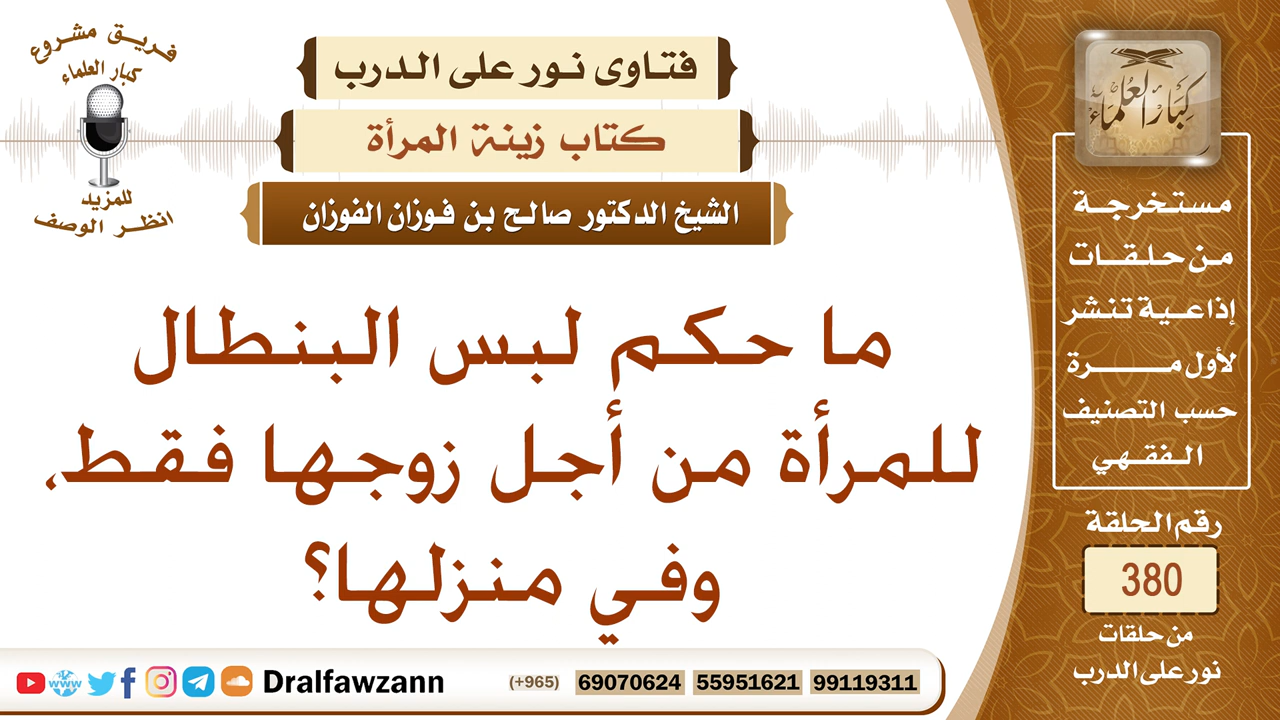 فريق مشروع
كبار العلماء
للمزيد
انظر الوصف
فتاوى نور على الدرب
كتاب زينة المرأة
الشيخ الدكتور صالح بن فوزان الفوزان
ما حكم لبس البنطال
للمرأة من أجل زوجها فقط،
وفي منزلها؟
كبار العلماء
مستخرجة
من حلقات
إذاعية تنشر
لأول مرة
حسب التصنيف
الفقهي
رقم الحلقة
380
من حلقات
نور على الدرب
www Dralfawzann (+965) 69070624 55951621 99119311